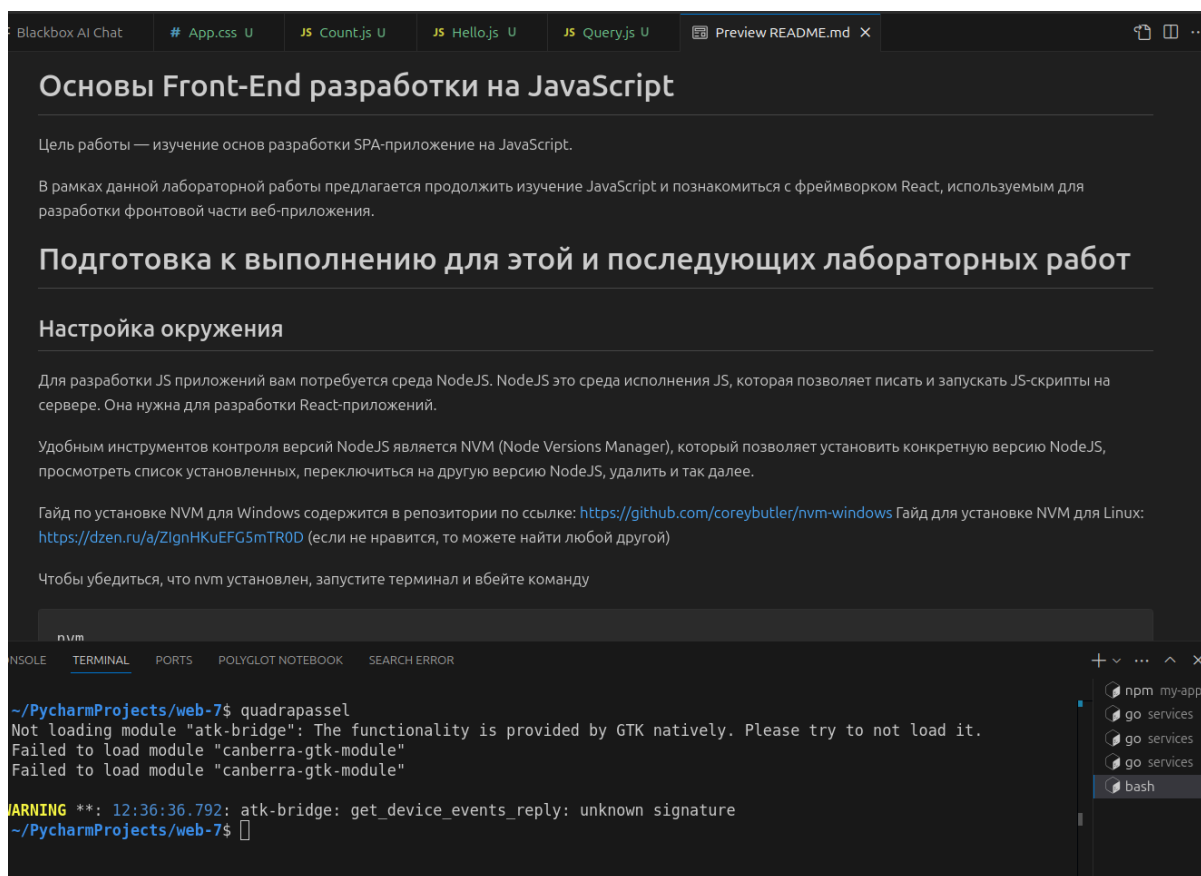 Blackbox AI Chat
# App.css U
JS Count.js U
JS Hello.js U
JS Query.js U
Preview README.md
Основы Front-End разработки на JavaScript
Цель работы — изучение основ разработки SPA-приложение на JavaScript.
В рамках данной лабораторной работы предлагается продолжить изучение JavaScript и познакомиться с фреймворком React, используемым для
разработки фронтовой части веб-приложения.
Подготовка к выполнению для этой и последующих лабораторных работ
Настройка окружения
Для разработки JS приложений вам потребуется среда NodeJS. NodeJS это среда исполнения JS, которая позволяет писать и запускать JS-скрипты на
сервере. Она нужна для разработки React-приложений.
Удобным инструментов контроля версий NodeJS является NVM (Node Versions Manager), который позволяет установить конкретную версию NodeJS,
просмотреть список установленных, переключиться на другую версию NodeJS, удалить и так далее.
Гайд по установке NVM для Windows содержится в репозитории по ссылке: https://github.com/coreybutler/nvm-windows Гайд для установке NVM для Linux:
https://dzen.ru/a/ZIgnHKuEFG5mTR0D (если не нравится, то можете найти любой другой)
Чтобы убедиться, что nvm установлен, запустите терминал и вбейте команду
nvm
NSOLE
TERMINAL
PORTS
POLYGLOT NOTEBOOK
SEARCH ERROR
~/PycharmProjects/web-7$ quadrapassel
Not loading module "atk-bridge": The functionality is provided by GTK natively. Please try to not load it.
Failed to load module "canberra-gtk-module"
Failed to load module "canberra-gtk-module"
WARNING **: 12:36:36.792: atk-bridge: get_device_events_reply: unknown signature
~/PycharmProjects/web-7$
npm my-app
go services
go services
go services
bash